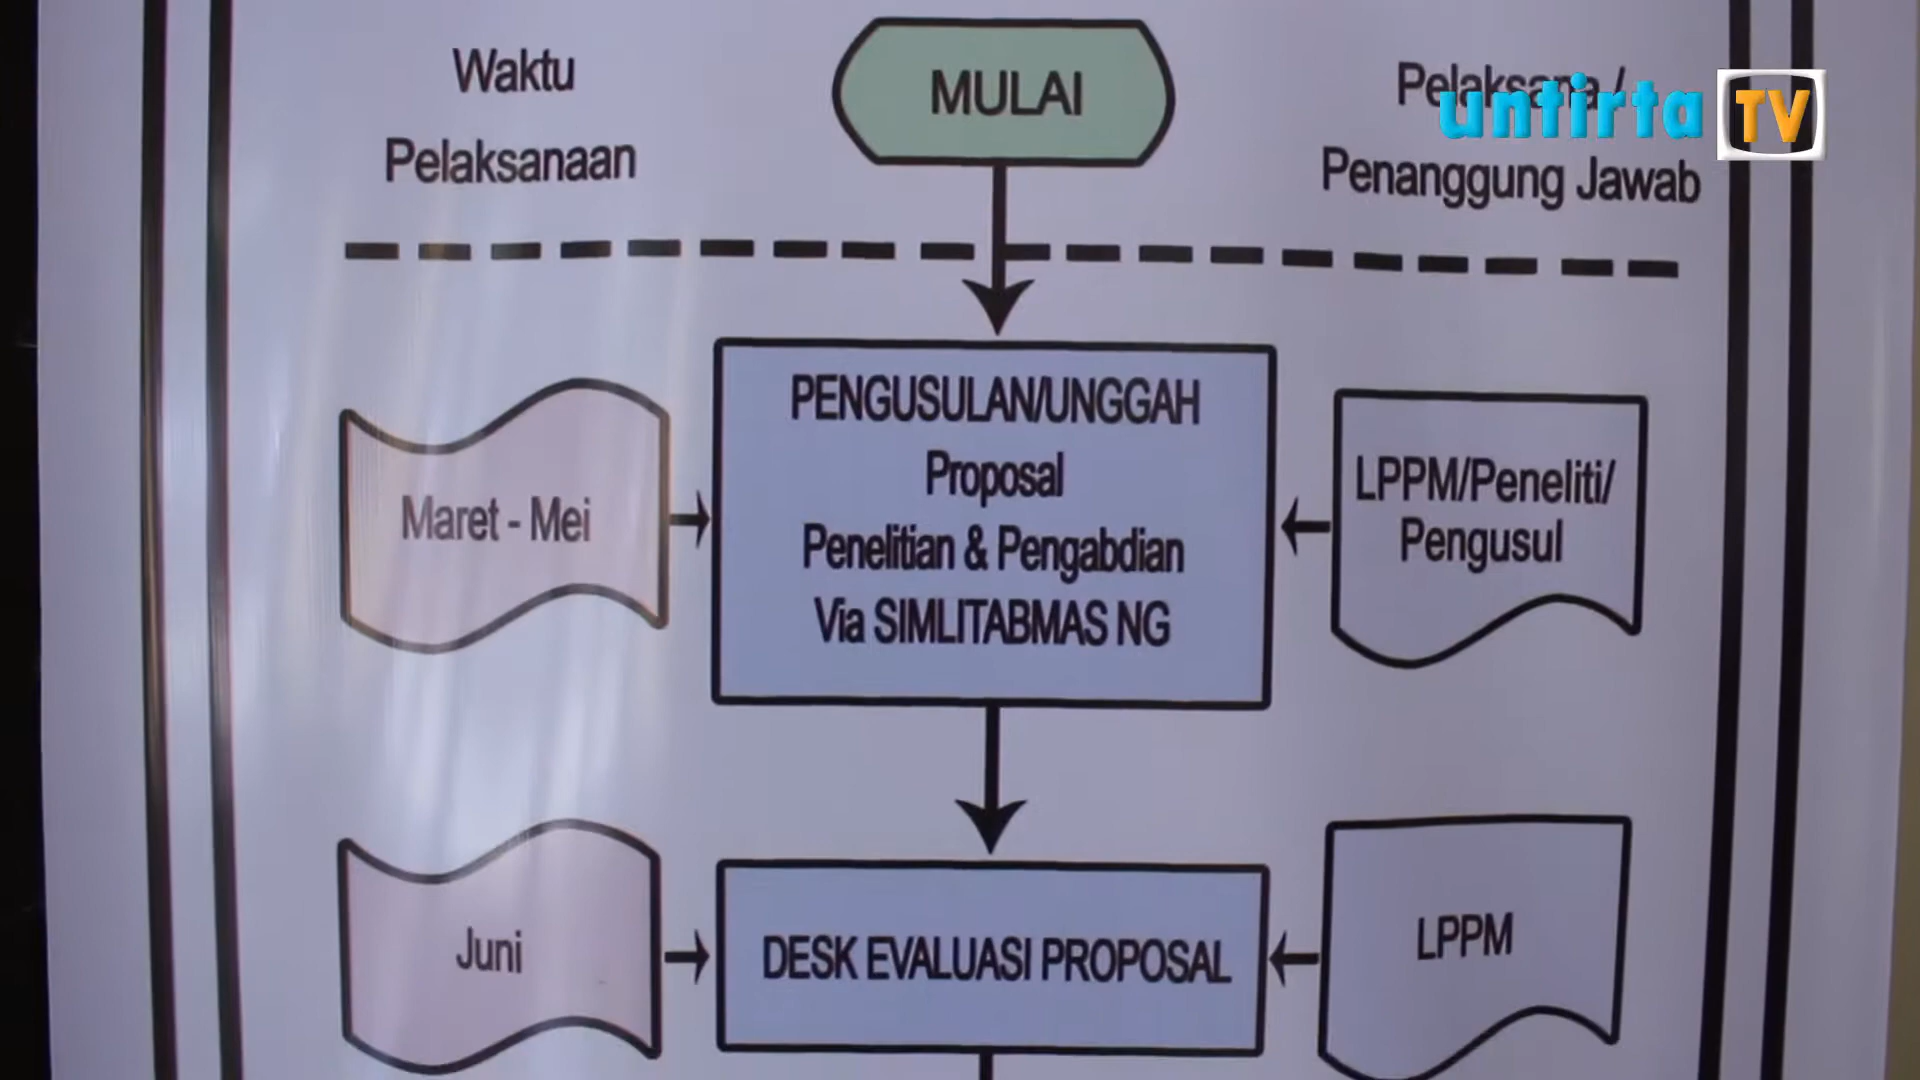 Waktu
Pelaksanaan
MULAI
Pelaksana /
Penanggung Jawab
untirta TV
Maret - Mei
PENGUSULAN/UNGGAH
Proposal
Penelitian & Pengabdian
Via SIMLITABMAS NG
LPPM/Peneliti/
Pengusul
Juni
DESK EVALUASI PROPOSAL
LPPM